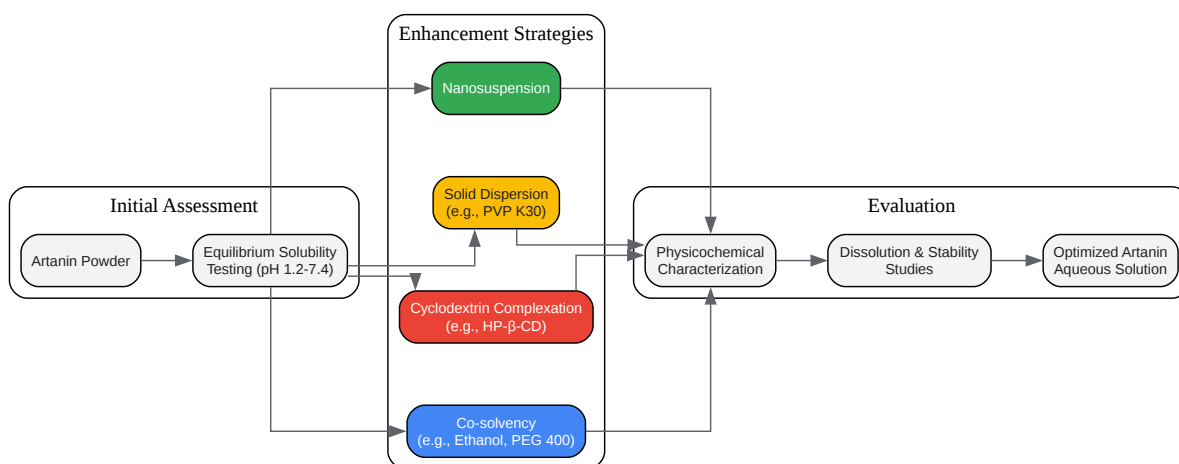 Initial Assessment
Artanin Powder
Equilibrium Solubility
Testing (pH 1.2-7.4)
Enhancement Strategies
Nanosuspension
Solid Dispersion
(e.g., PVP K30)
Cyclodextrin Complexation
(e.g., HP-β-CD)
Co-solvency
(e.g., Ethanol, PEG 400)
Evaluation
Physicochemical
Characterization
Dissolution & Stability
Studies
Optimized Artanin
Aqueous Solution